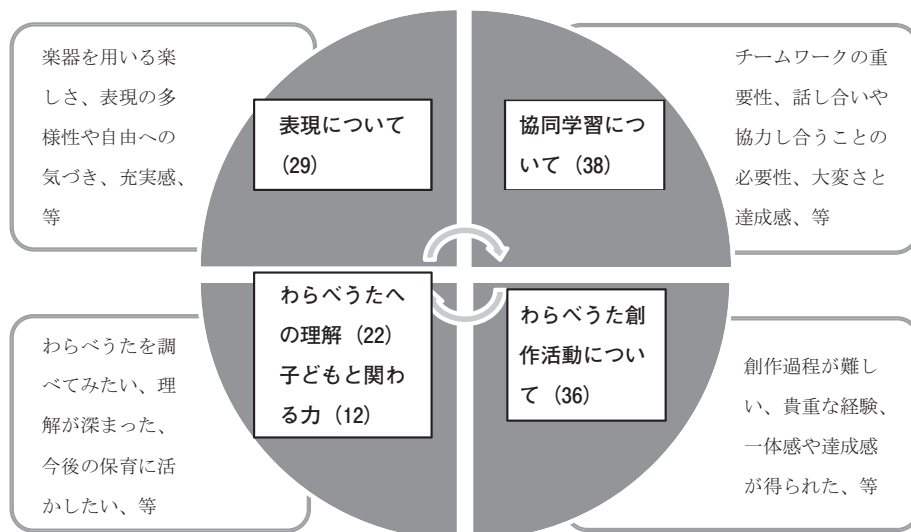 楽器を用いる楽
しさ、表現の多
様性や自由への
気づき、充実感、
等
表現について
(29)
協同学習につ
いて (38)
チームワークの重
要性、話し合いや
協力し合うことの
必要性、大変さと
達成感、等
わらべうたを調
べてみたい、理
解が深まった、
今後の保育に活
かしたい、等
わらべうたへ
の理解 (22)
子どもと関わ
る力 (12)
わらべうた創
作活動につい
て (36)
創作過程が難し
い、貴重な経験、
一体感や達成感
が得られた、等